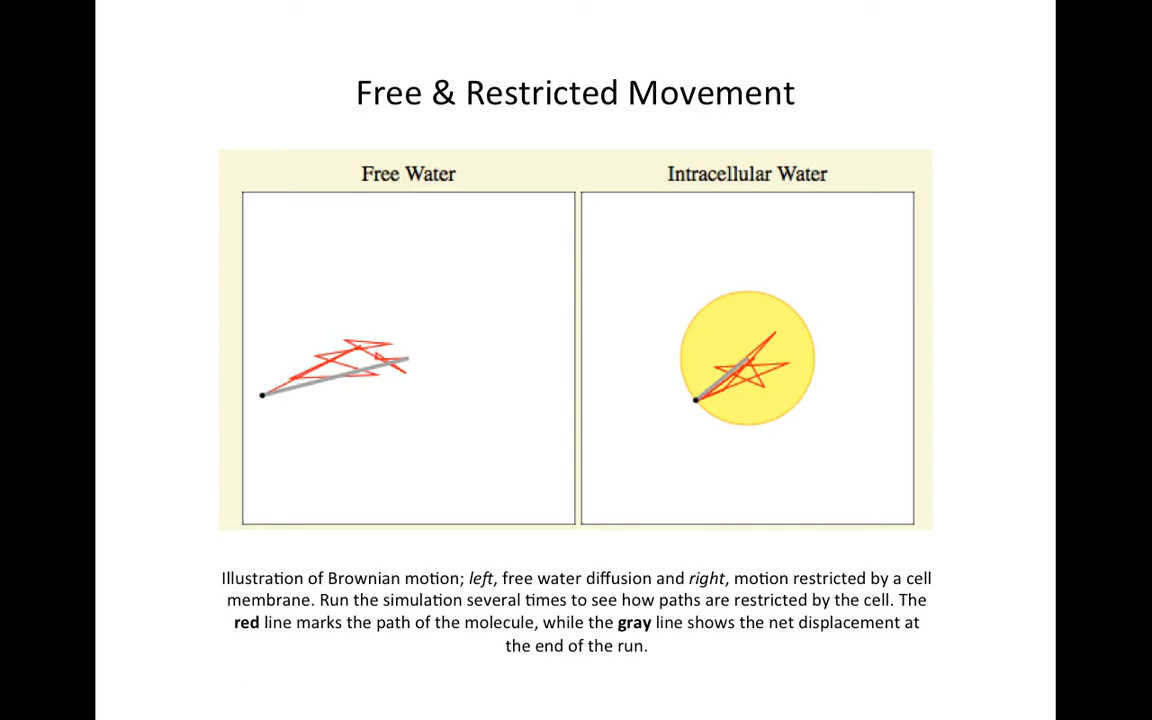 Free & Restricted Movement
Free Water
Intracellular Water
Illustration of Brownian motion; left, free water diffusion and right, motion restricted by a cell
membrane. Run the simulation several times to see how paths are restricted by the cell. The
red line marks the path of the molecule, while the gray line shows the net displacement at
the end of the run.